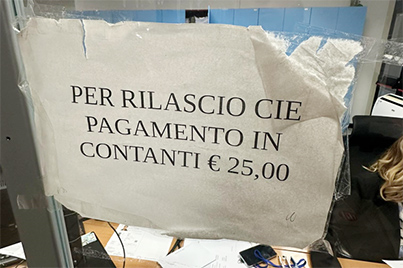 PER RILASCIO CIE
PAGAMENTO IN
CONTANTI € 25,00